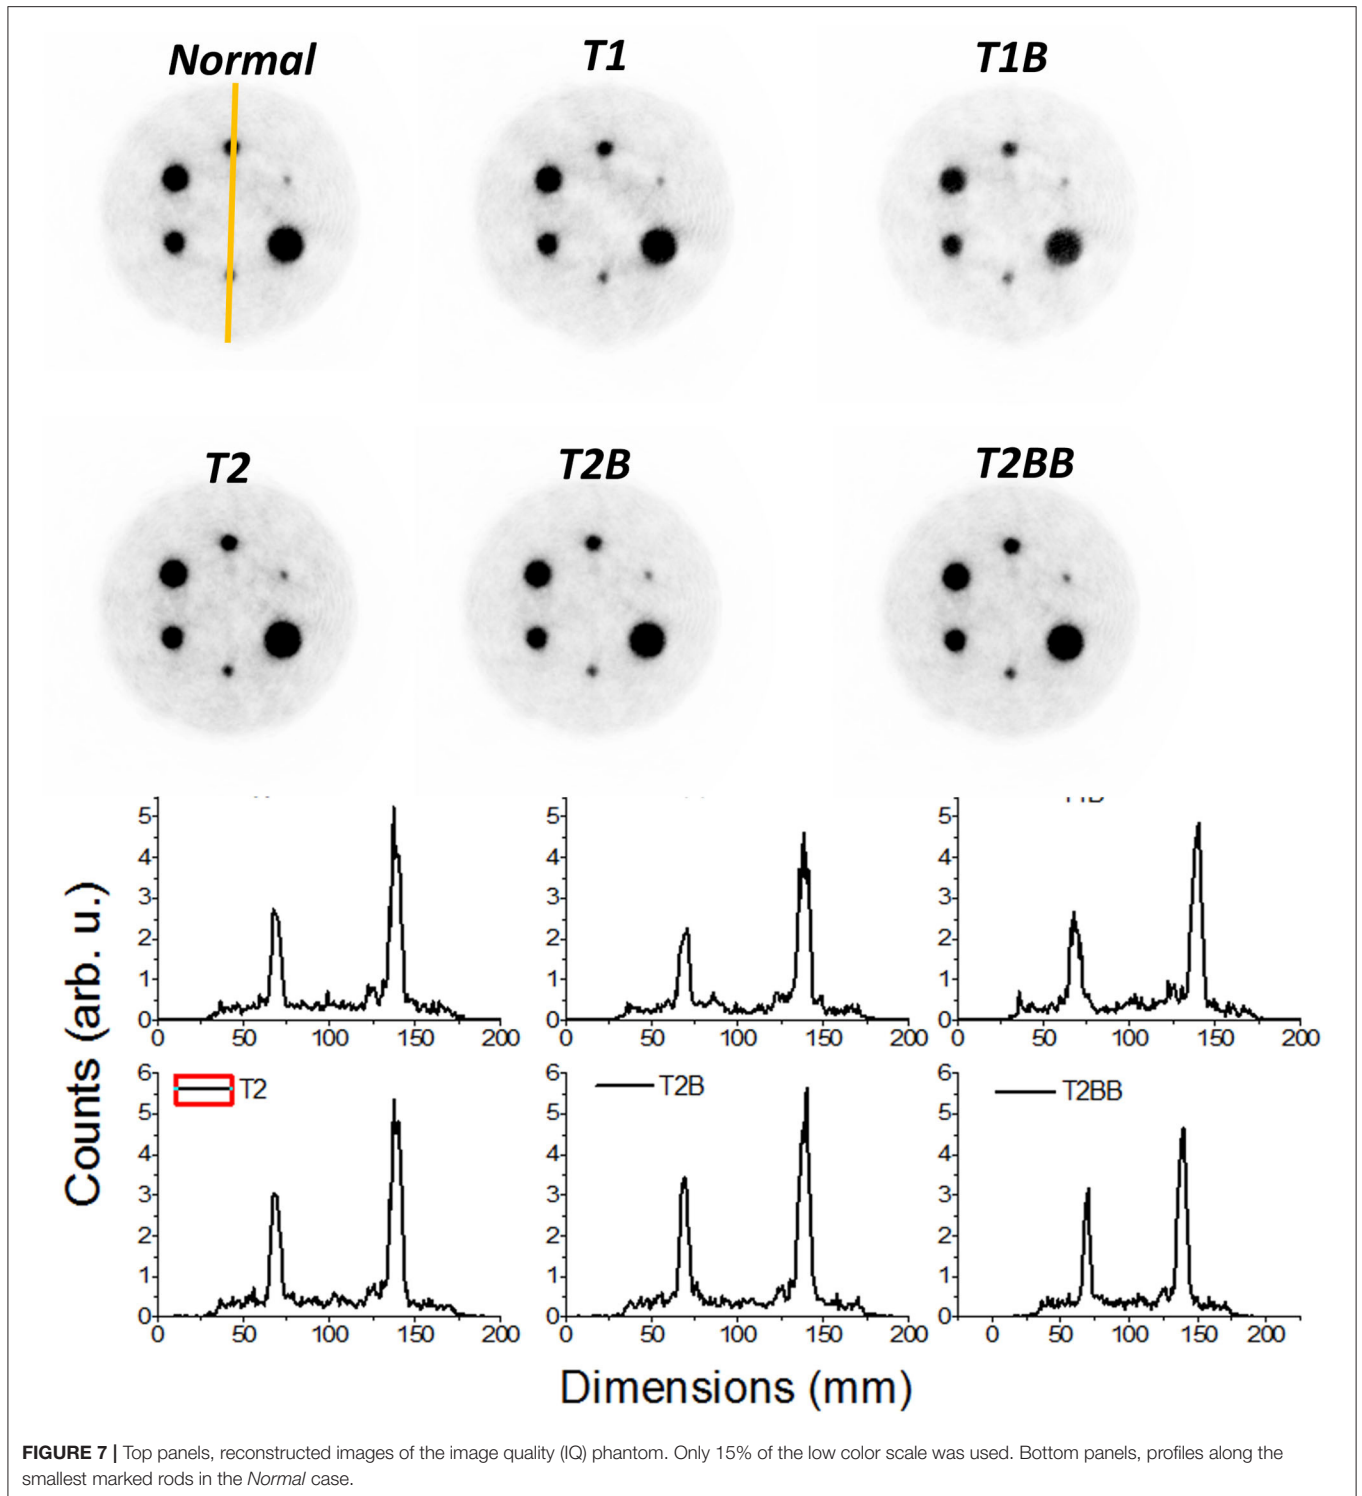 Normal
T1
T1B
T2
T2B
T2BB
5
4
3
2
1
0
0 50 100 150 200
5
4
3
2
1
0
0 50 100 150 200
5
4
3
2
1
0
0 50 100 150 200
Counts (arb. u.)
T2
6
5
4
3
2
1
0
0 50 100 150 200
T2B
6
5
4
3
2
1
0
0 50 100 150 200
T2BB
6
5
4
3
2
1
0
0 50 100 150 200
Dimensions (mm)
FIGURE 7 | Top panels, reconstructed images of the image quality (IQ) phantom. Only 15% of the low color scale was used. Bottom panels, profiles along the
smallest marked rods in the Normal case.